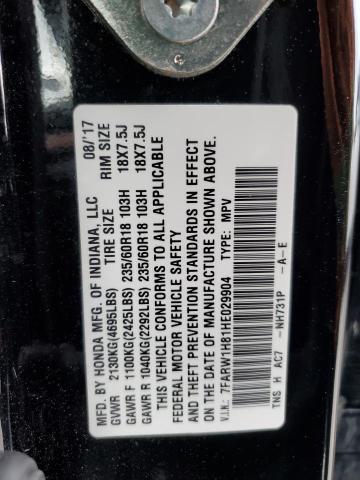 MFD. BY HONDA MFG. OF INDIANA, LLC 08/'17
TIRE SIZE RIM SIZE
GVWR 2130KG(4695LBS)
GAWR F 1100KG(2425LBS) 235/60R18 103H 18X7.5J
GAWR R 1040KG(2292LBS) 235/60R18 103H 18X7.5J
THIS VEHICLE CONFORMS TO ALL APPLICABLE
FEDERAL MOTOR VEHICLE SAFETY
AND THEFT PREVENTION STANDARDS IN EFFECT
ON THE DATE OF MANUFACTURE SHOWN ABOVE.
V.I.N.: 7FARW1H81HE029904 TYPE: MPV
TNS H AC7 -NH731P -A-E